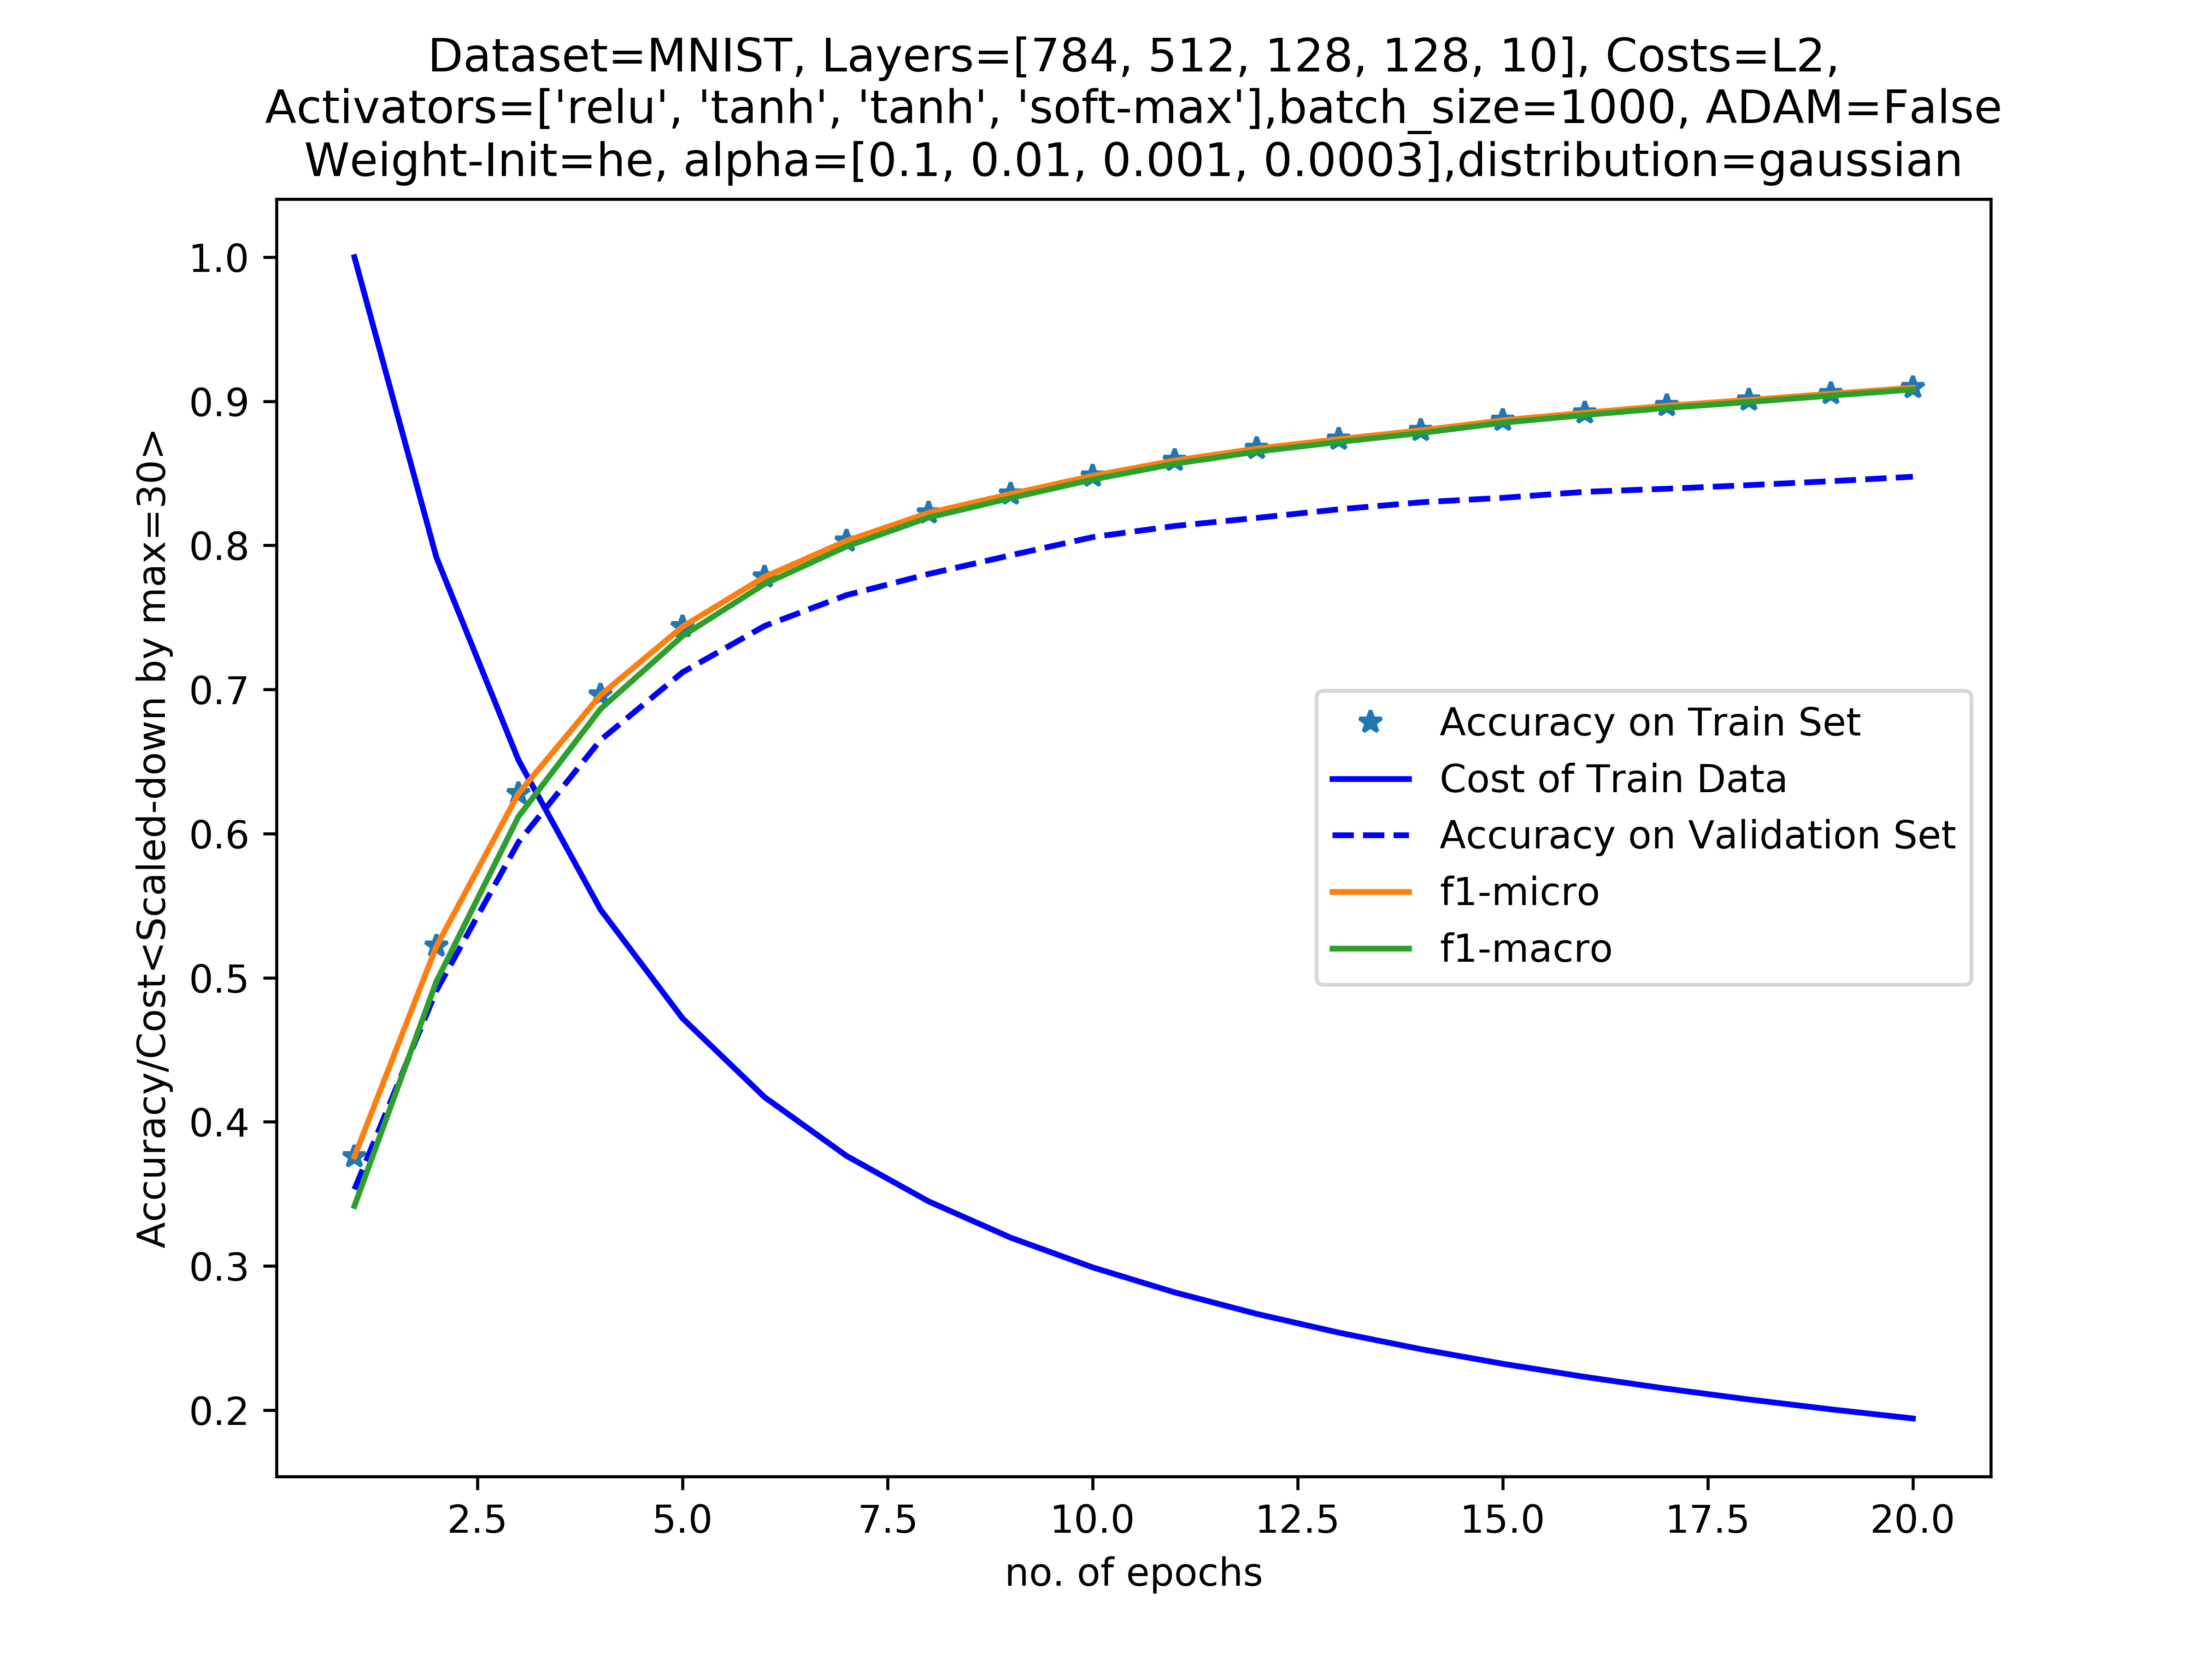 Dataset=MNIST, Layers=[784, 512, 128, 128, 10], Costs=L2,
Activators=['relu', 'tanh', 'tanh', 'soft-max'],batch_size=1000, ADAM=False
Weight-Init=he, alpha=[0.1, 0.01, 0.001, 0.0003],distribution=gaussian
Accuracy/Cost<Scaled-down by max=30>
1.0
0.9
0.8
0.7
0.6
0.5
0.4
0.3
0.2
Accuracy on Train Set
Cost of Train Data
Accuracy on Validation Set
f1-micro
f1-macro
2.5 5.0 7.5 10.0 12.5 15.0 17.5 20.0
no. of epochs